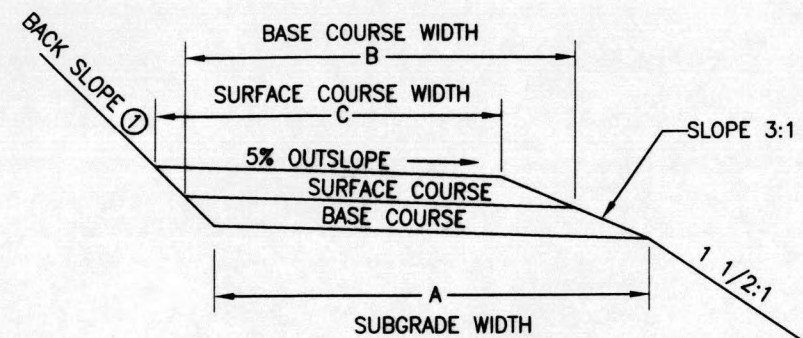 BASE COURSE WIDTH
B
BACK SLOPE ①
SURFACE COURSE WIDTH
C
SLOPE 3:1
5% OUTSLOPE
SURFACE COURSE
BASE COURSE
1 1/2:1
A
SUBGRADE WIDTH